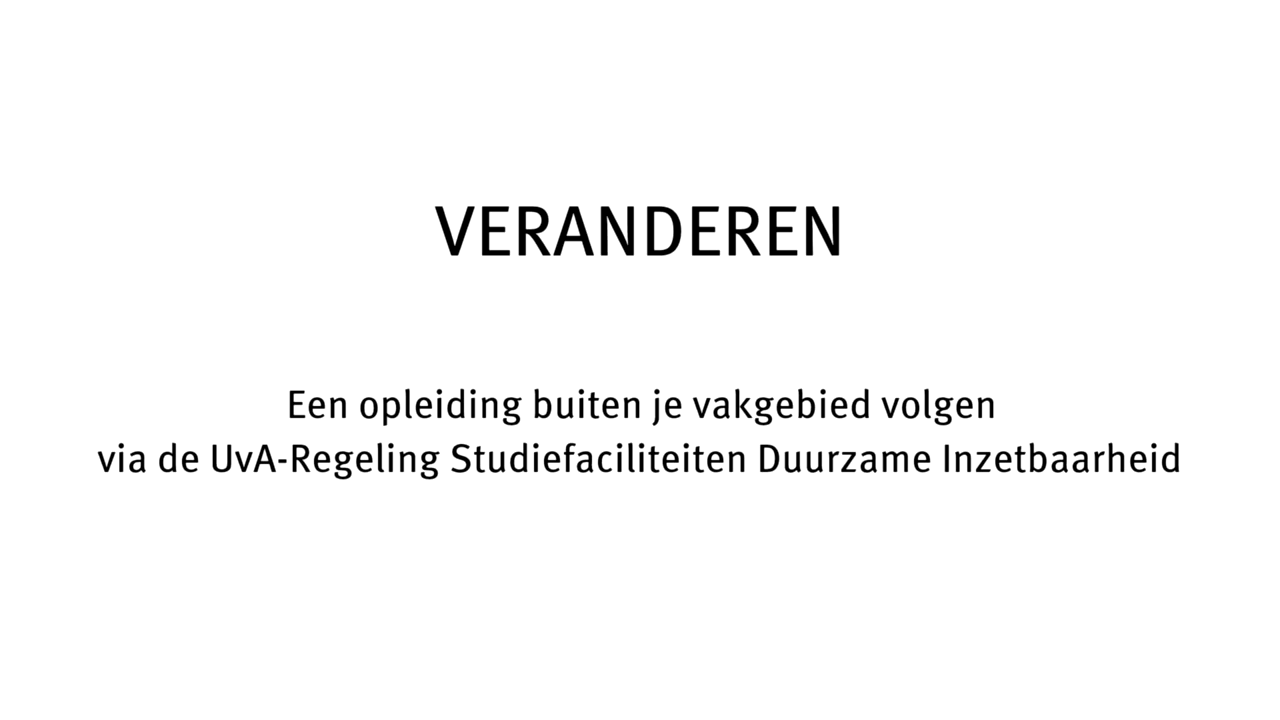 VERANDEREN
Een opleiding buiten je vakgebied volgen
via de UvA-Regeling Studiefaciliteiten Duurzame Inzetbaarheid